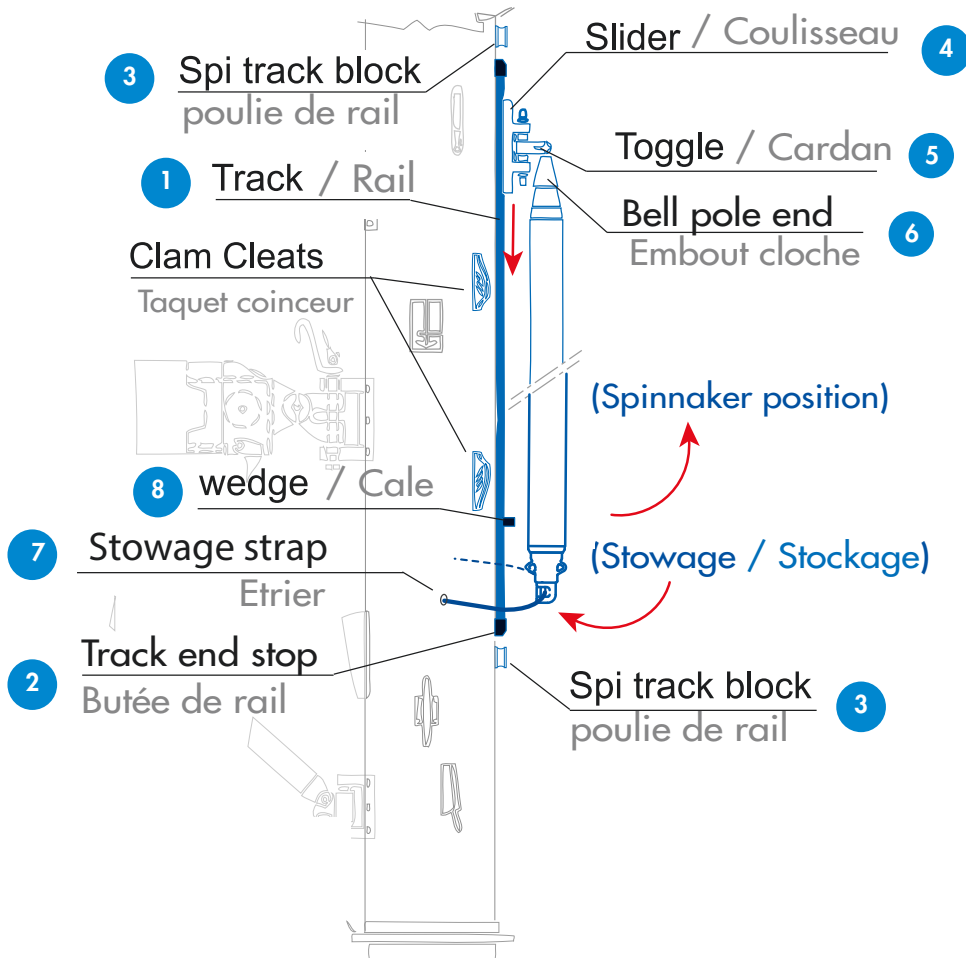 Slider / Coulisseau 4
3 Spi track block
poulie de rail
Toggle / Cardan 5
1 Track / Rail
Bell pole end 6
Embout cloche
Clam Cleats
Taquet coinceur
(Spinnaker position)
8 wedge / Cale
7 Stowage strap
Etrier
(Stowage / Stockage)
2 Track end stop
Butée de rail
Spi track block 3
poulie de rail